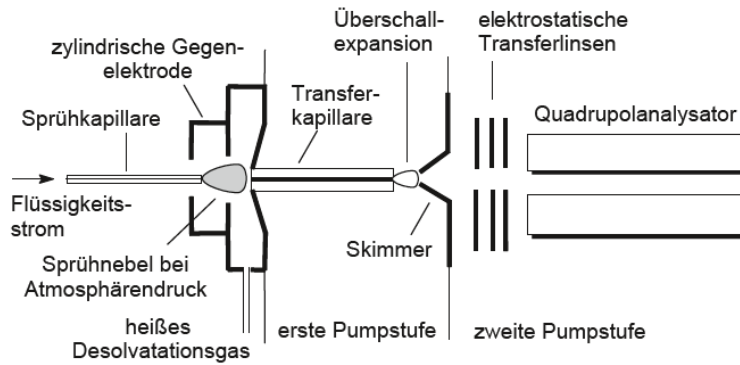 zylindrische Gegen-
elektrode
Sprühkapillare
Flüssigkeits-
strom
Sprühnebel bei
Atmosphärendruck
heißes
Desolvatationsgas
Transfer-
kapillare
Überschall-
expansion
elektrostatische
Transferlinsen
Quadrupolanalysator
Skimmer
erste Pumpstufe
zweite Pumpstufe